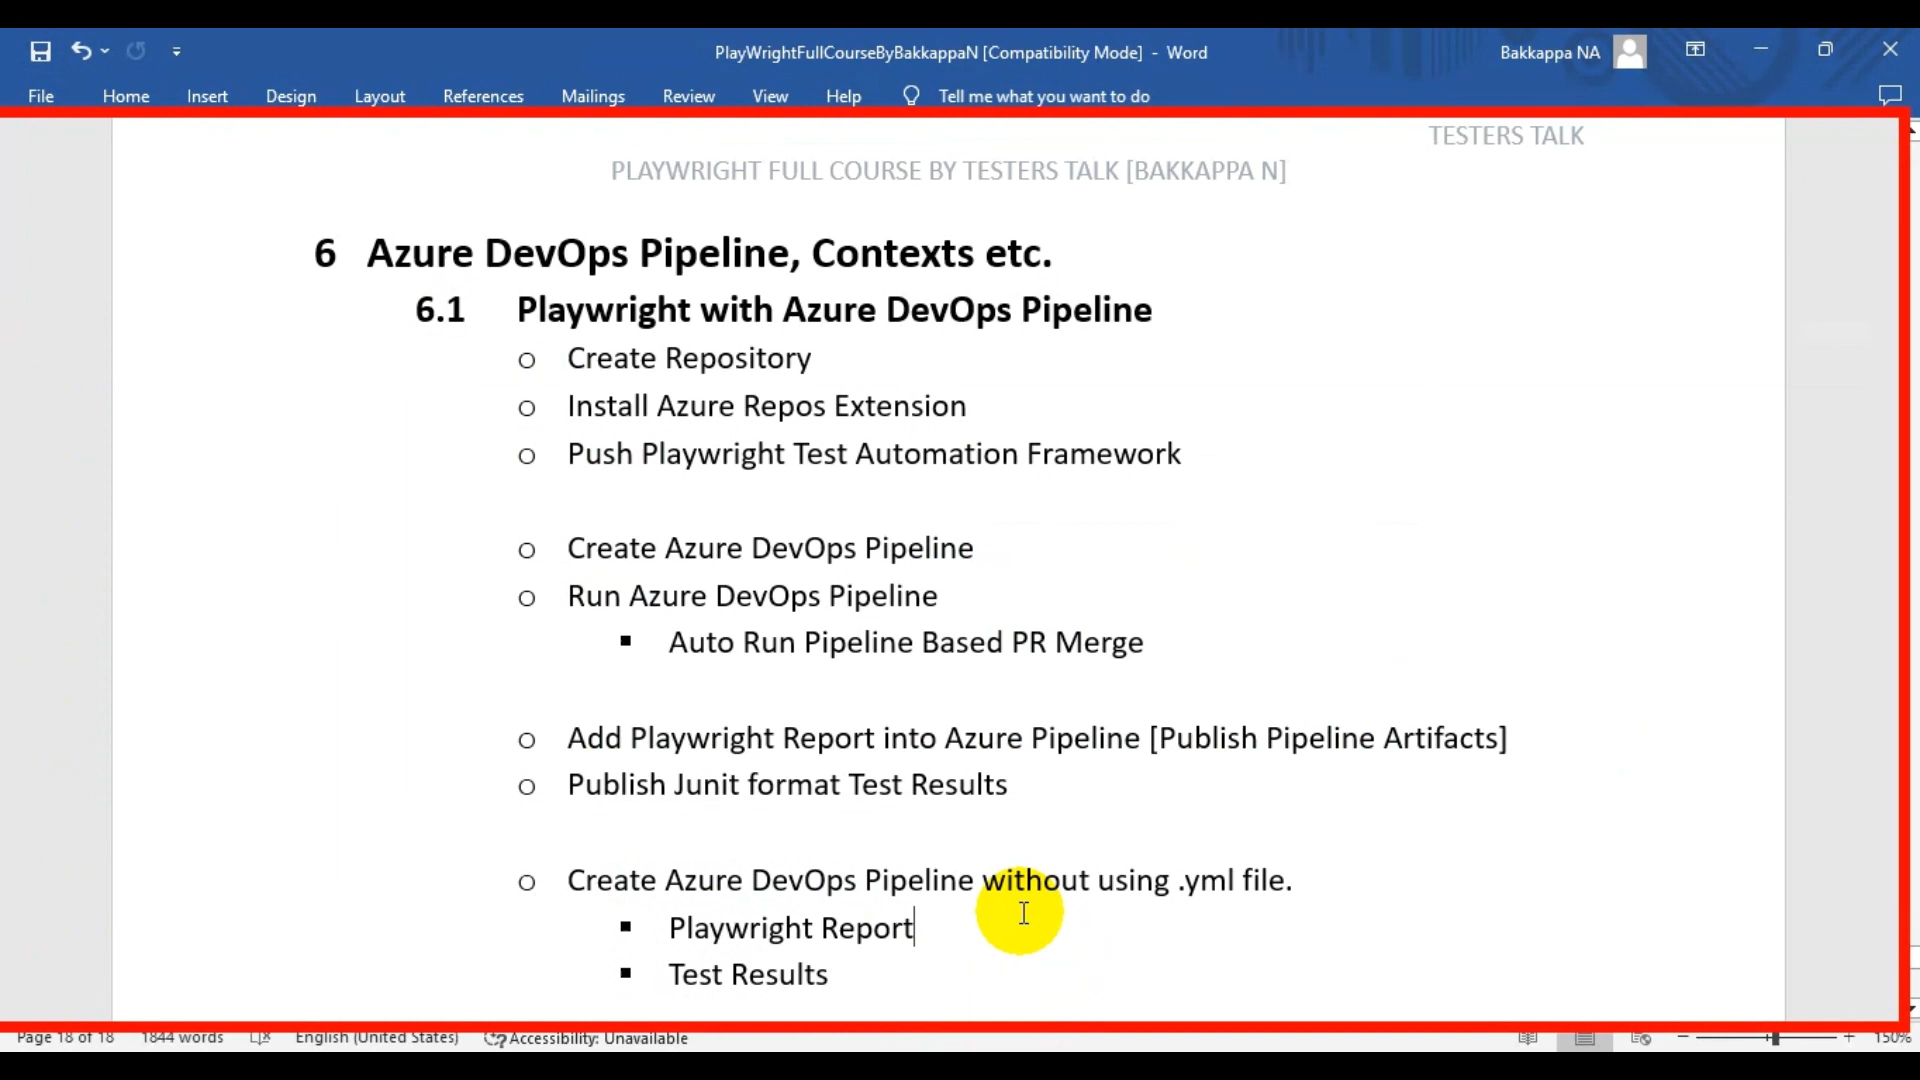 PlayWrightFullCourseByBakkappaN [Compatibility Mode] - Word
Bakkappa NA
File Home Insert Design Layout References Mailings Review View Help Tell me what you want to do
TESTERS TALK
PLAYWRIGHT FULL COURSE BY TESTERS TALK [BAKKAPPA N]
6 Azure DevOps Pipeline, Contexts etc.
6.1 Playwright with Azure DevOps Pipeline
o Create Repository
o Install Azure Repos Extension
o Push Playwright Test Automation Framework
o Create Azure DevOps Pipeline
o Run Azure DevOps Pipeline
▪ Auto Run Pipeline Based PR Merge
o Add Playwright Report into Azure Pipeline [Publish Pipeline Artifacts]
o Publish Junit format Test Results
o Create Azure DevOps Pipeline without using .yml file.
▪ Playwright Report
▪ Test Results
Page 18 of 18 1844 words English (United States) Accessibility: Unavailable 150%